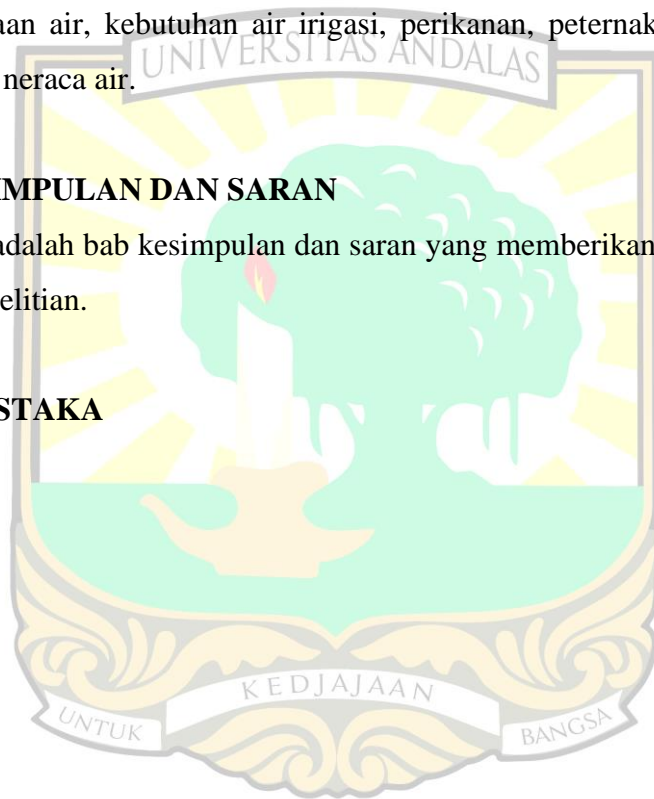 aan air, kebutuhan air irigasi, perikanan, peternak
UNIVERSITAS ANDALAS
neraca air.
IMPULAN DAN SARAN
adalah bab kesimpulan dan saran yang memberikan
elitian.
STAKA
UNTUK KEDJAJAAN BANGSA